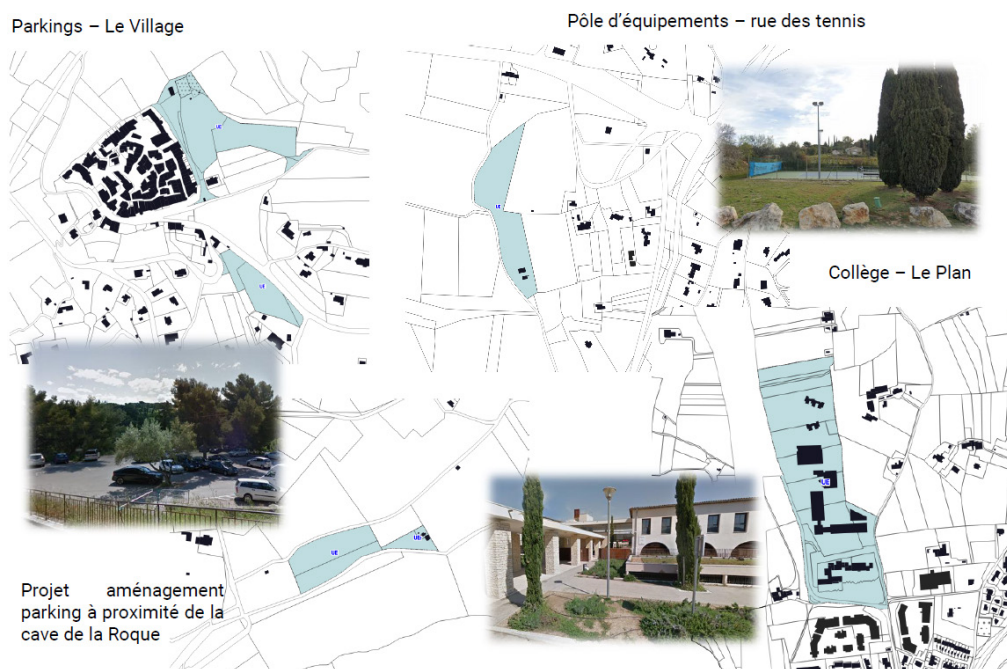 Parkings – Le Village
Pôle d'équipements – rue des tennis
UE
UE
UE
Collège – Le Plan
UE
UE
UE
Projet aménagement
parking à proximité de la
cave de la Roque